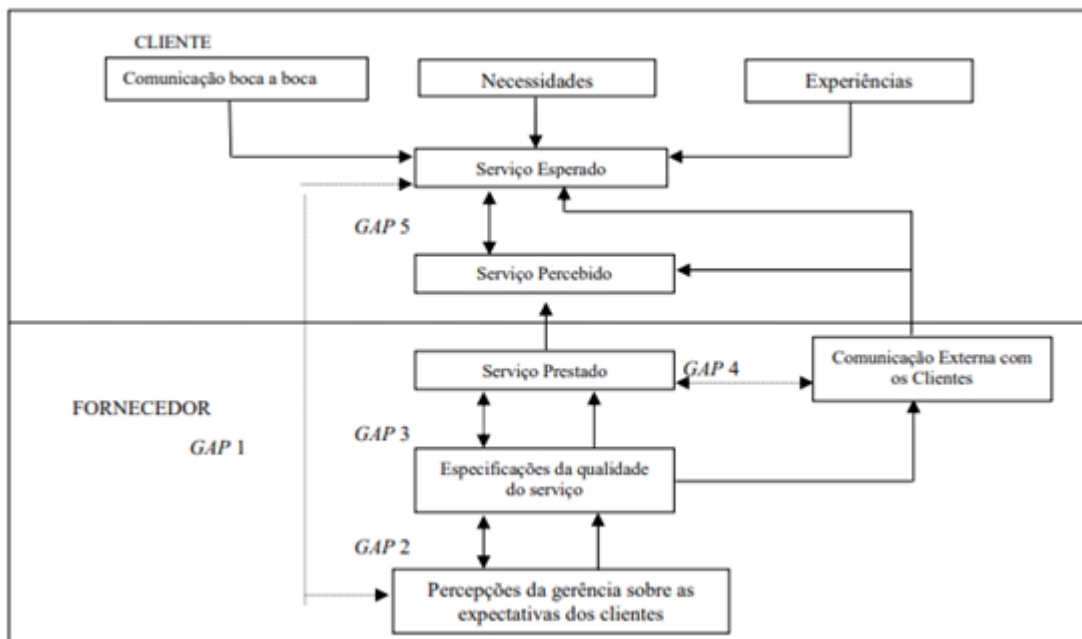 CLIENTE
Comunicação boca a boca
Necessidades
Experiências
Serviço Esperado
GAP 5
Serviço Percebido
Serviço Prestado
GAP 4
Comunicação Externa com
os Clientes
FORNECEDOR
GAP 1
GAP 3
Especificações da qualidade
do serviço
GAP 2
Percepções da gerência sobre as
expectativas dos clientes